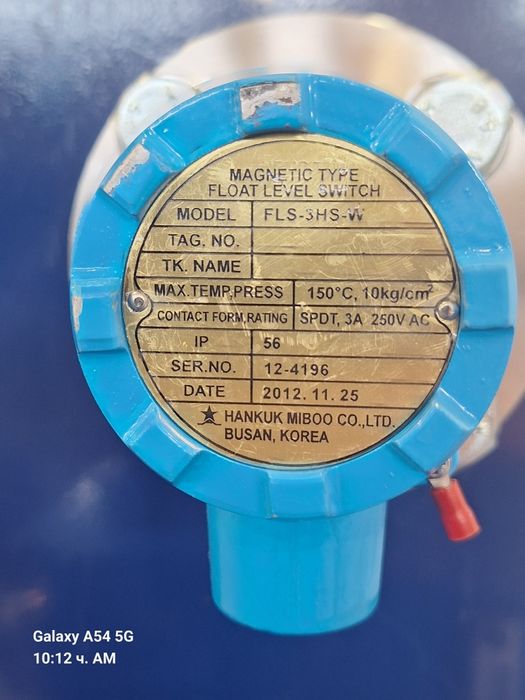 MAGNETIC TYPE
FLOAT LEVEL SWITCH
MODEL FLS-3HS-W
TAG. NO.
TK. NAME
MAX.TEMP.PRESS 150°C, 10kg/cm²
CONTACT FORM,RATING SPDT, 3A 250V AC
IP 56
SER.NO. 12-4196
DATE 2012. 11. 25
HANKUK MIBOO CO.,LTD.
BUSAN, KOREA
Galaxy A54 5G
10:12 ч. AM